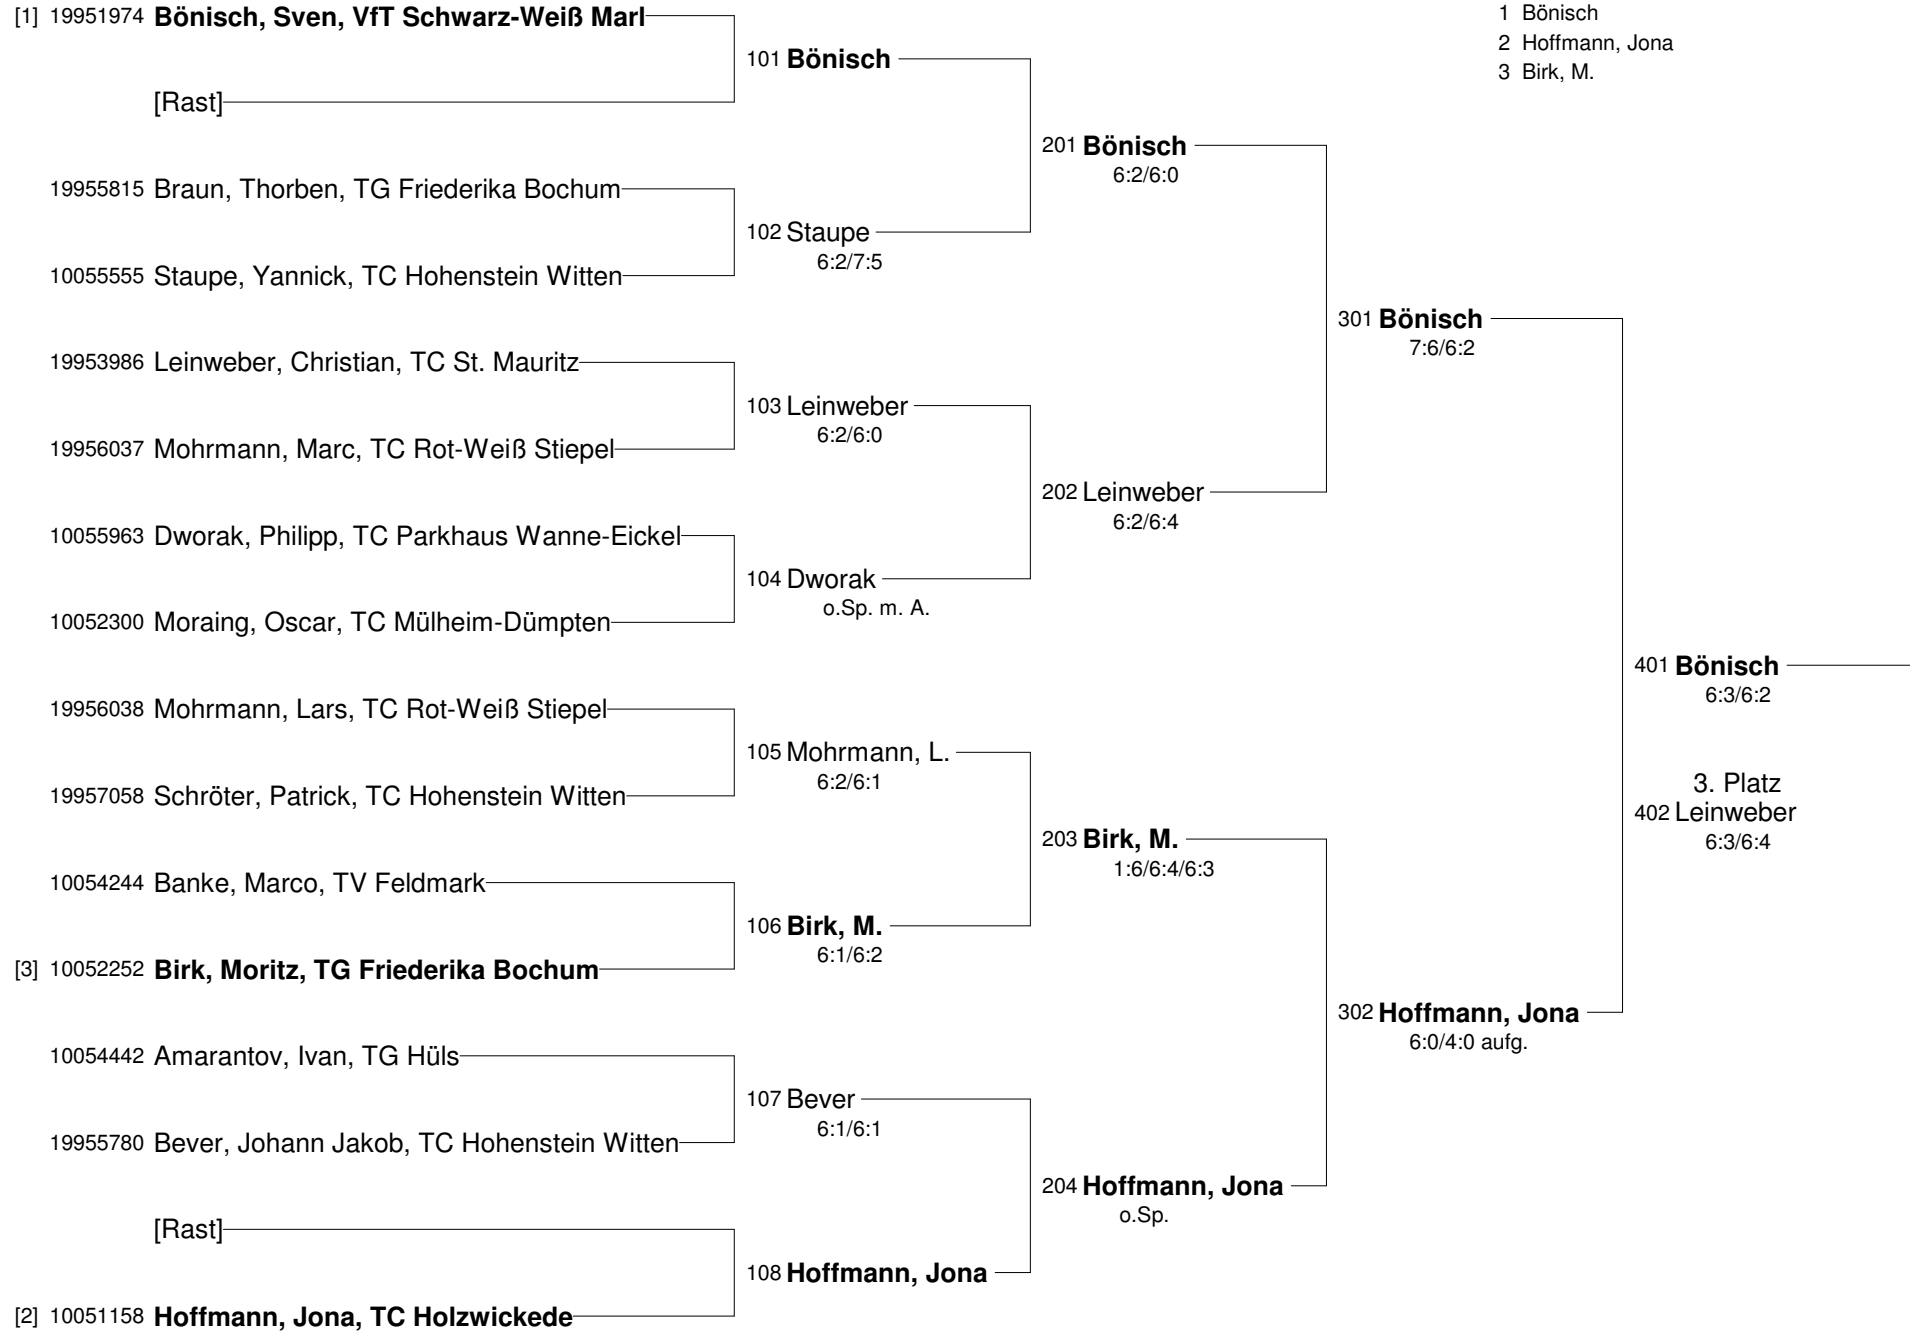 [1] 19951974 Bönisch, Sven, VfT Schwarz-Weiß Marl
[Rast]
19955815 Braun, Thorben, TG Friederika Bochum
10055555 Staupe, Yannick, TC Hohenstein Witten
19953986 Leinweber, Christian, TC St. Mauritz
19956037 Mohrmann, Marc, TC Rot-Weiß Stiepel
10055963 Dworak, Philipp, TC Parkhaus Wanne-Eickel
10052300 Moraing, Oscar, TC Mülheim-Dümpten
19956038 Mohrmann, Lars, TC Rot-Weiß Stiepel
19957058 Schröter, Patrick, TC Hohenstein Witten
10054244 Banke, Marco, TV Feldmark
[3] 10052252 Birk, Moritz, TG Friederika Bochum
10054442 Amarantov, Ivan, TG Hüls
19955780 Bever, Johann Jakob, TC Hohenstein Witten
[Rast]
[2] 10051158 Hoffmann, Jona, TC Holzwickede
101 Bönisch
102 Staupe
6:2/7:5
103 Leinweber
6:2/6:0
104 Dworak
o.Sp. m. A.
105 Mohrmann, L.
6:2/6:1
106 Birk, M.
6:1/6:2
107 Bever
6:1/6:1
108 Hoffmann, Jona
201 Bönisch
6:2/6:0
202 Leinweber
6:2/6:4
203 Birk, M.
1:6/6:4/6:3
204 Hoffmann, Jona
o.Sp.
301 Bönisch
7:6/6:2
302 Hoffmann, Jona
6:0/4:0 aufg.
401 Bönisch
6:3/6:2
3. Platz
402 Leinweber
6:3/6:4
1 Bönisch
2 Hoffmann, Jona
3 Birk, M.